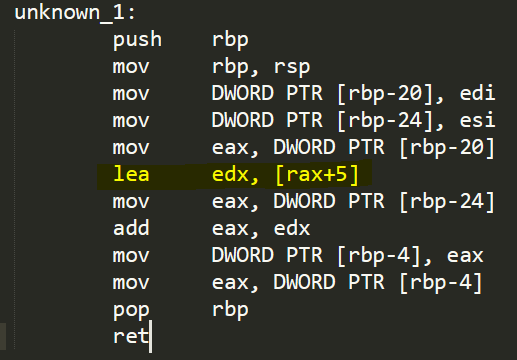 unknown_1:
push rbp
mov rbp, rsp
mov DWORD PTR [rbp-20], edi
mov DWORD PTR [rbp-24], esi
mov eax, DWORD PTR [rbp-20]
lea edx, [rax+5]
mov eax, DWORD PTR [rbp-24]
add eax, edx
mov DWORD PTR [rbp-4], eax
mov eax, DWORD PTR [rbp-4]
pop rbp
ret